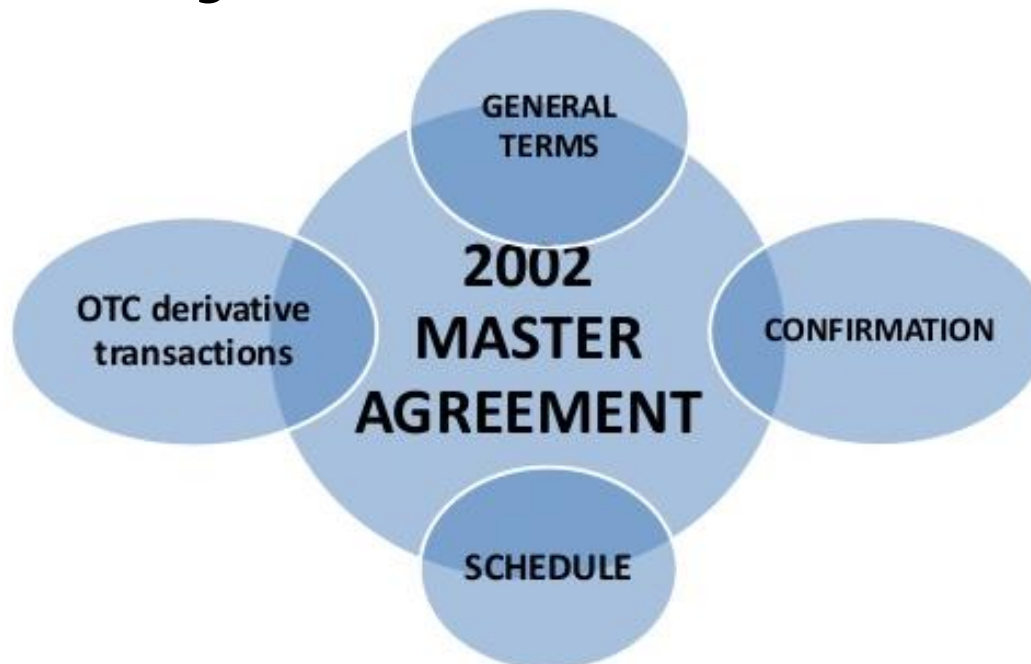 GENERAL
TERMS
2002
MASTER
AGREEMENT
OTC derivative
transactions
CONFIRMATION
SCHEDULE